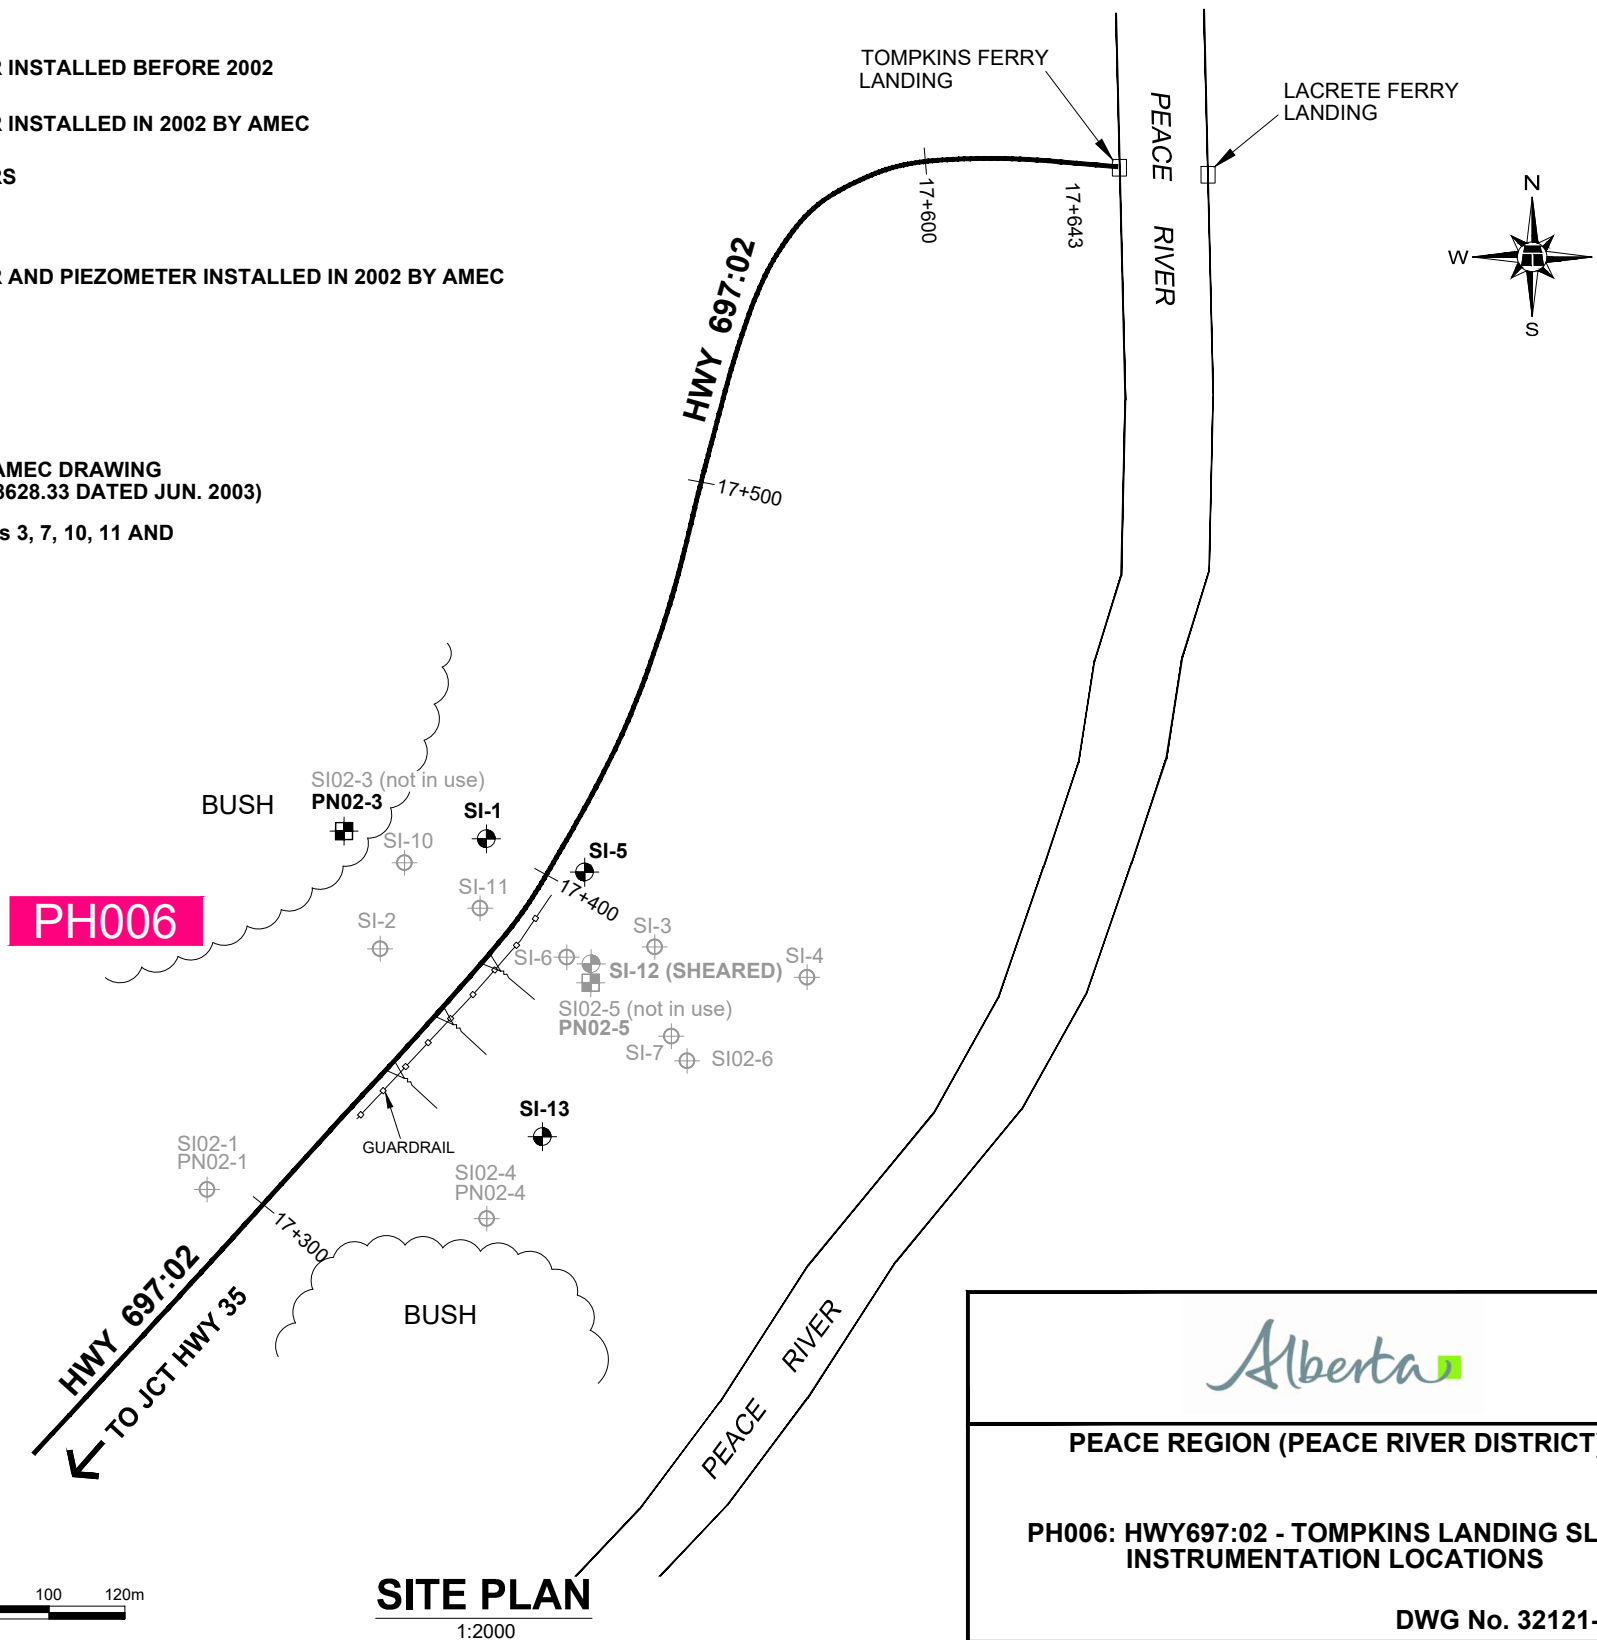 INSTALLED BEFORE 2002
INSTALLED IN 2002 BY AMEC
RS
AND PIEZOMETER INSTALLED IN 2002 BY AMEC
AMEC DRAWING
8628.33 DATED JUN. 2003)
s 3, 7, 10, 11 AND
TOMPKINS FERRY
LANDING
LACRETE FERRY
LANDING
PEACE RIVER
N
W
S
17+600
17+643
HWY 697:02
17+500
SI02-3 (not in use)
PN02-3
BUSH
SI-1
SI-10
SI-5
17+400
SI-11
PH006
SI-2
SI-3
SI-6
SI-12 (SHEARED)
SI-4
SI02-5 (not in use)
PN02-5
SI-7
SI02-6
SI-13
GUARDRAIL
SI02-1
PN02-1
SI02-4
PN02-4
17+300
HWY 697:02
TO JCT HWY 35
BUSH
PEACE RIVER
Alberta
PEACE REGION (PEACE RIVER DISTRICT)
PH006: HWY697:02 - TOMPKINS LANDING SL
INSTRUMENTATION LOCATIONS
DWG No. 32121-
100 120m
SITE PLAN
1:2000